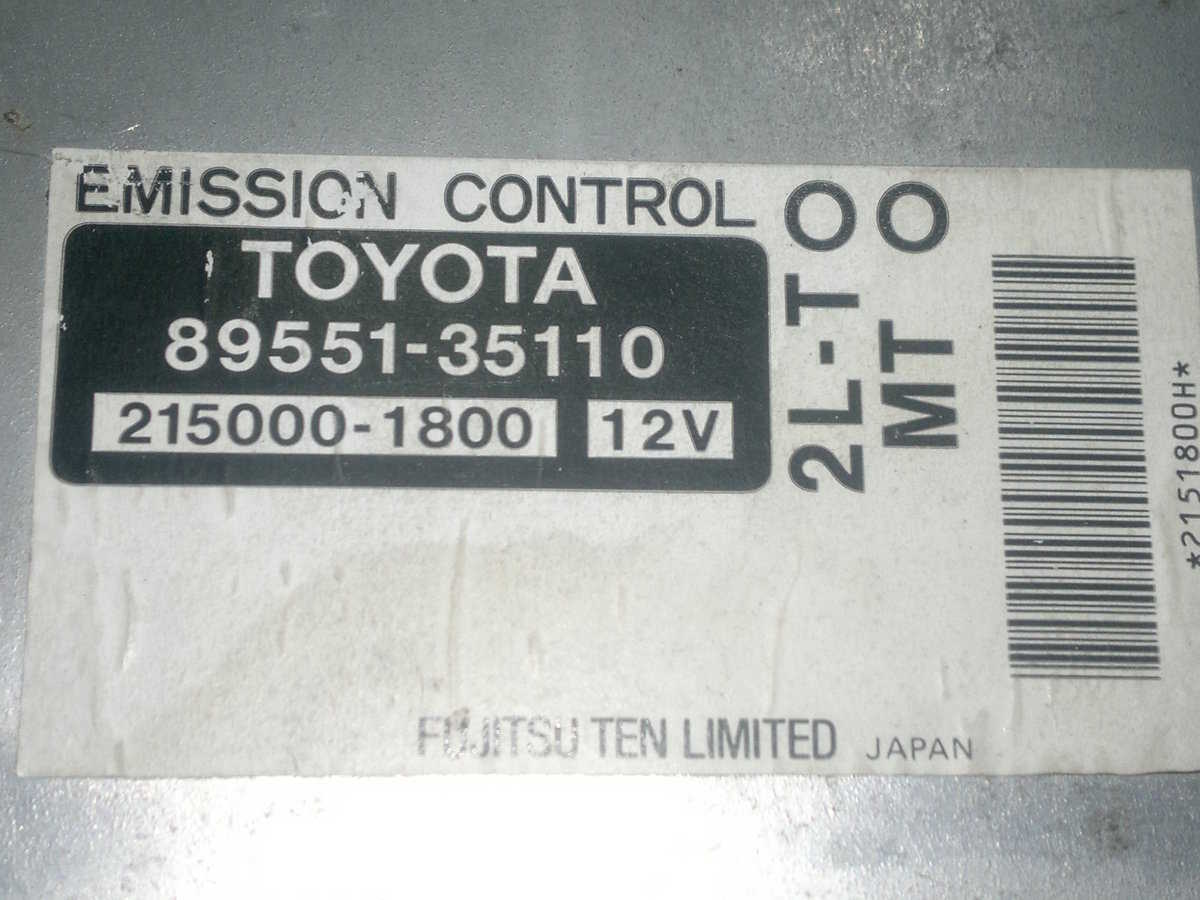 EMISSION CONTROL
TOYOTA
89551-35110
215000-1800 12V
2L-T O
MT O
*2151800H*
FUJITSU TEN LIMITED JAPAN